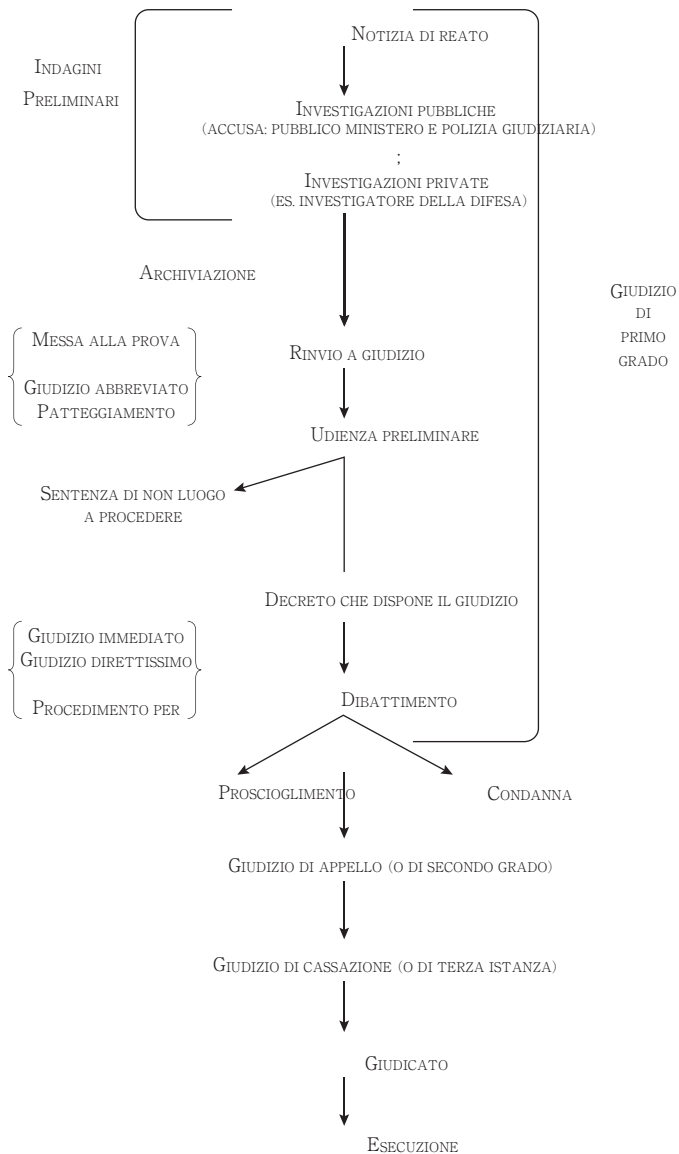 Notizia di reato
Indagini
Preliminari
Investigazioni pubbliche
(accusa: pubblico ministero e polizia giudiziaria)
;
Investigazioni private
(es. investigatore della difesa)
Archiviazione
Giudizio
di
primo
grado
Messa alla prova
Giudizio abbreviato
Patteggiamento
Rinvio a giudizio
Udienza preliminare
Sentenza di non luogo
a procedere
Decreto che dispone il giudizio
Giudizio immediato
Giudizio direttissimo
Procedimento per
Dibattimento
Proscioglimento
Condanna
Giudizio di appello (o di secondo grado)
Giudizio di cassazione (o di terza istanza)
Giudicato
Esecuzione